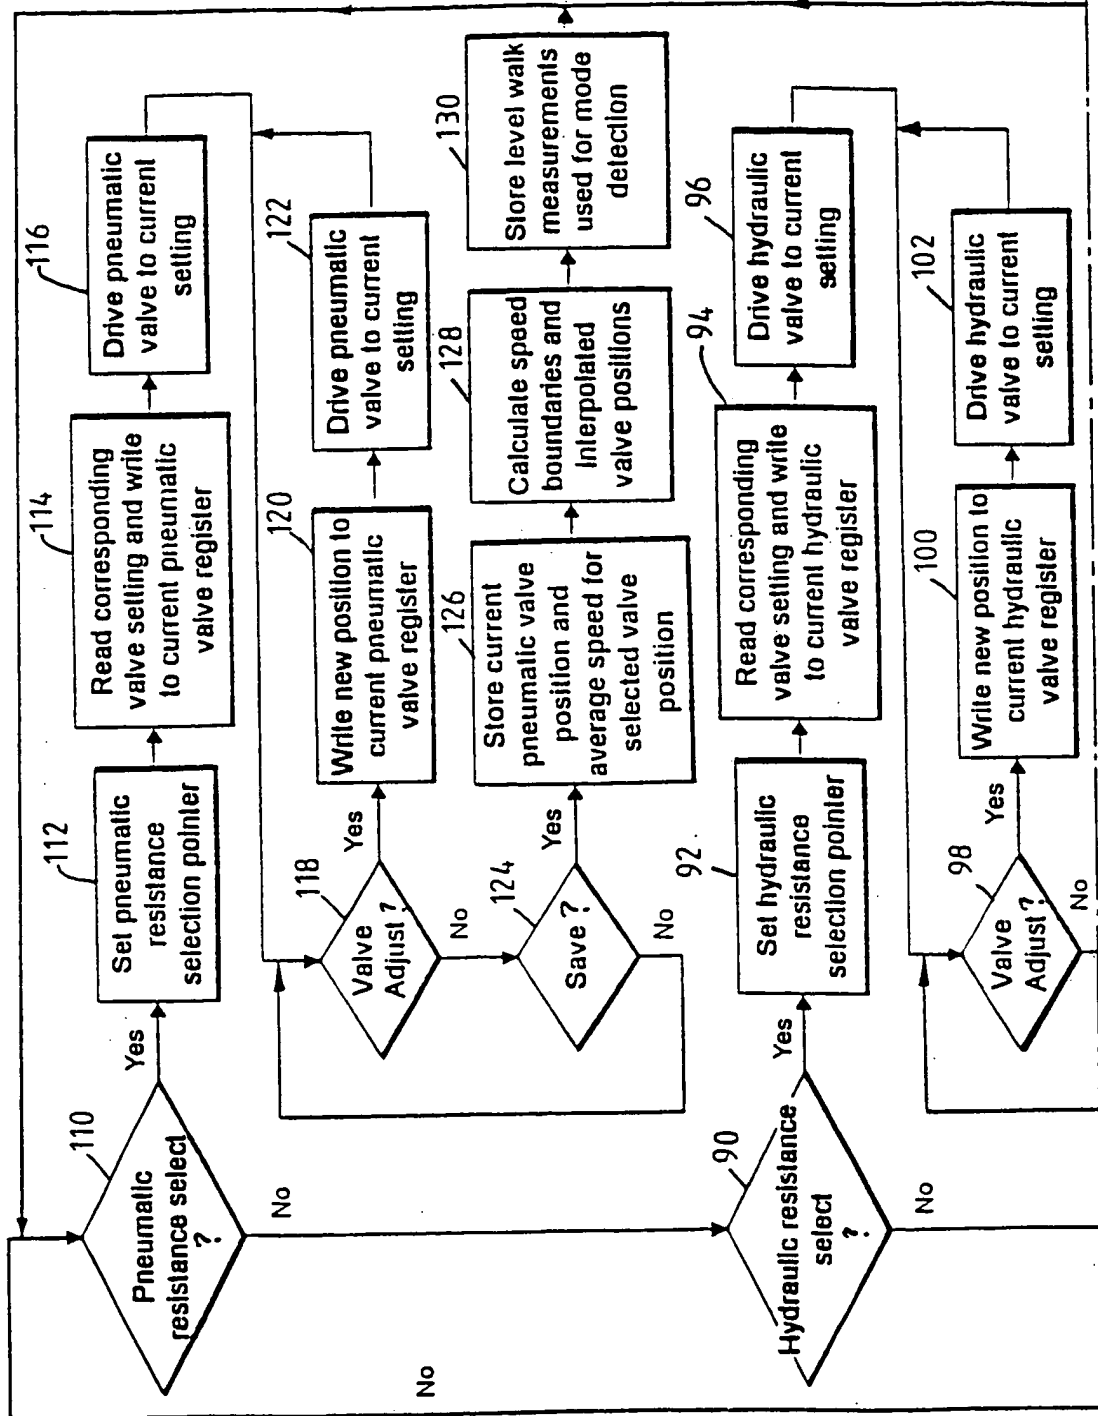 110
Pneumatic
resistance select
?
Yes
No
112
Set pneumatic
resistance
selection pointer
114
Read corresponding
valve setting and write
to current pneumatic
valve register
116
Drive pneumatic
valve to current
setting
118
Valve
Adjust ?
Yes
No
120
Write new position to
current pneumatic
valve register
122
Drive pneumatic
valve to current
setting
124
Save ?
Yes
No
126
Store current
pneumatic valve
position and
average speed for
selected valve
position
128
Calculate speed
boundaries and
Interpolated
valve positions
130
Store level walk
measurements
used for mode
detection
No
90
Hydraulic resistance
select
?
Yes
No
92
Set hydraulic
resistance
selection pointer
94
Read corresponding
valve setting and write
to current hydraulic
valve register
96
Drive hydraulic
valve to current
setting
98
Valve
Adjust ?
Yes
No
100
Write new position to
current hydraulic
valve register
102
Drive hydraulic
valve to current
setting